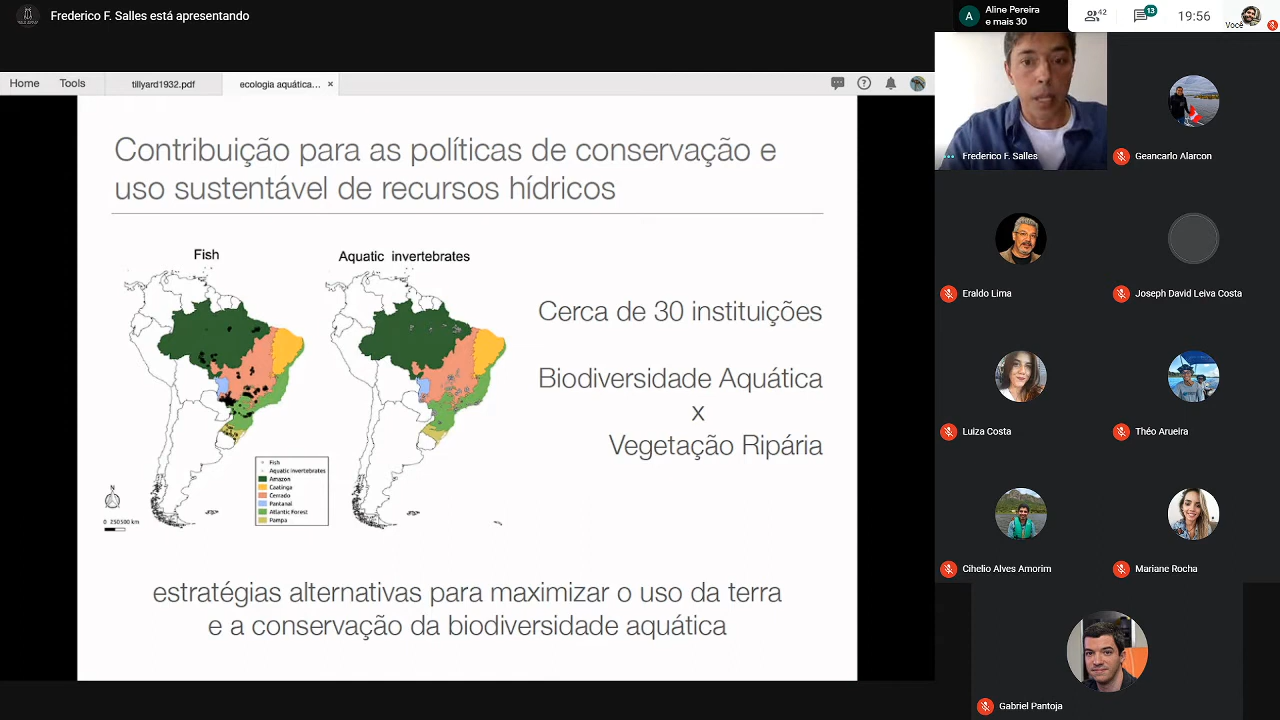 Frederico F. Salles está apresentando
Aline Pereira
e mais 30
42
13
19:56
Você
Home
Tools
tillyard1932.pdf
ecologia aquática...
Contribuição para as políticas de conservação e
uso sustentável de recursos hídricos
Fish
Aquatic invertebrates
Cerca de 30 instituições
Biodiversidade Aquática
x
Vegetação Ripária
Fish
Aquatic invertebrates
Amazon
Caatinga
Cerrado
Pantanal
Atlantic Forest
Pampa
N
0 250500 km
estratégias alternativas para maximizar o uso da terra
e a conservação da biodiversidade aquática
Frederico F. Salles
Geancarlo Alarcon
Eraldo Lima
Joseph David Leiva Costa
Luiza Costa
Théo Arueira
Cihelio Alves Amorim
Mariane Rocha
Gabriel Pantoja